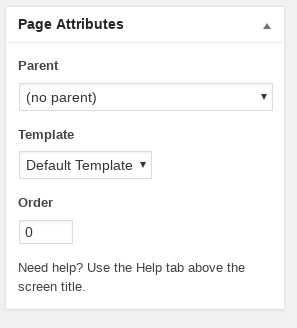 Page Attributes
Parent
(no parent)
Template
Default Template
Order
0
Need help? Use the Help tab above the
screen title.